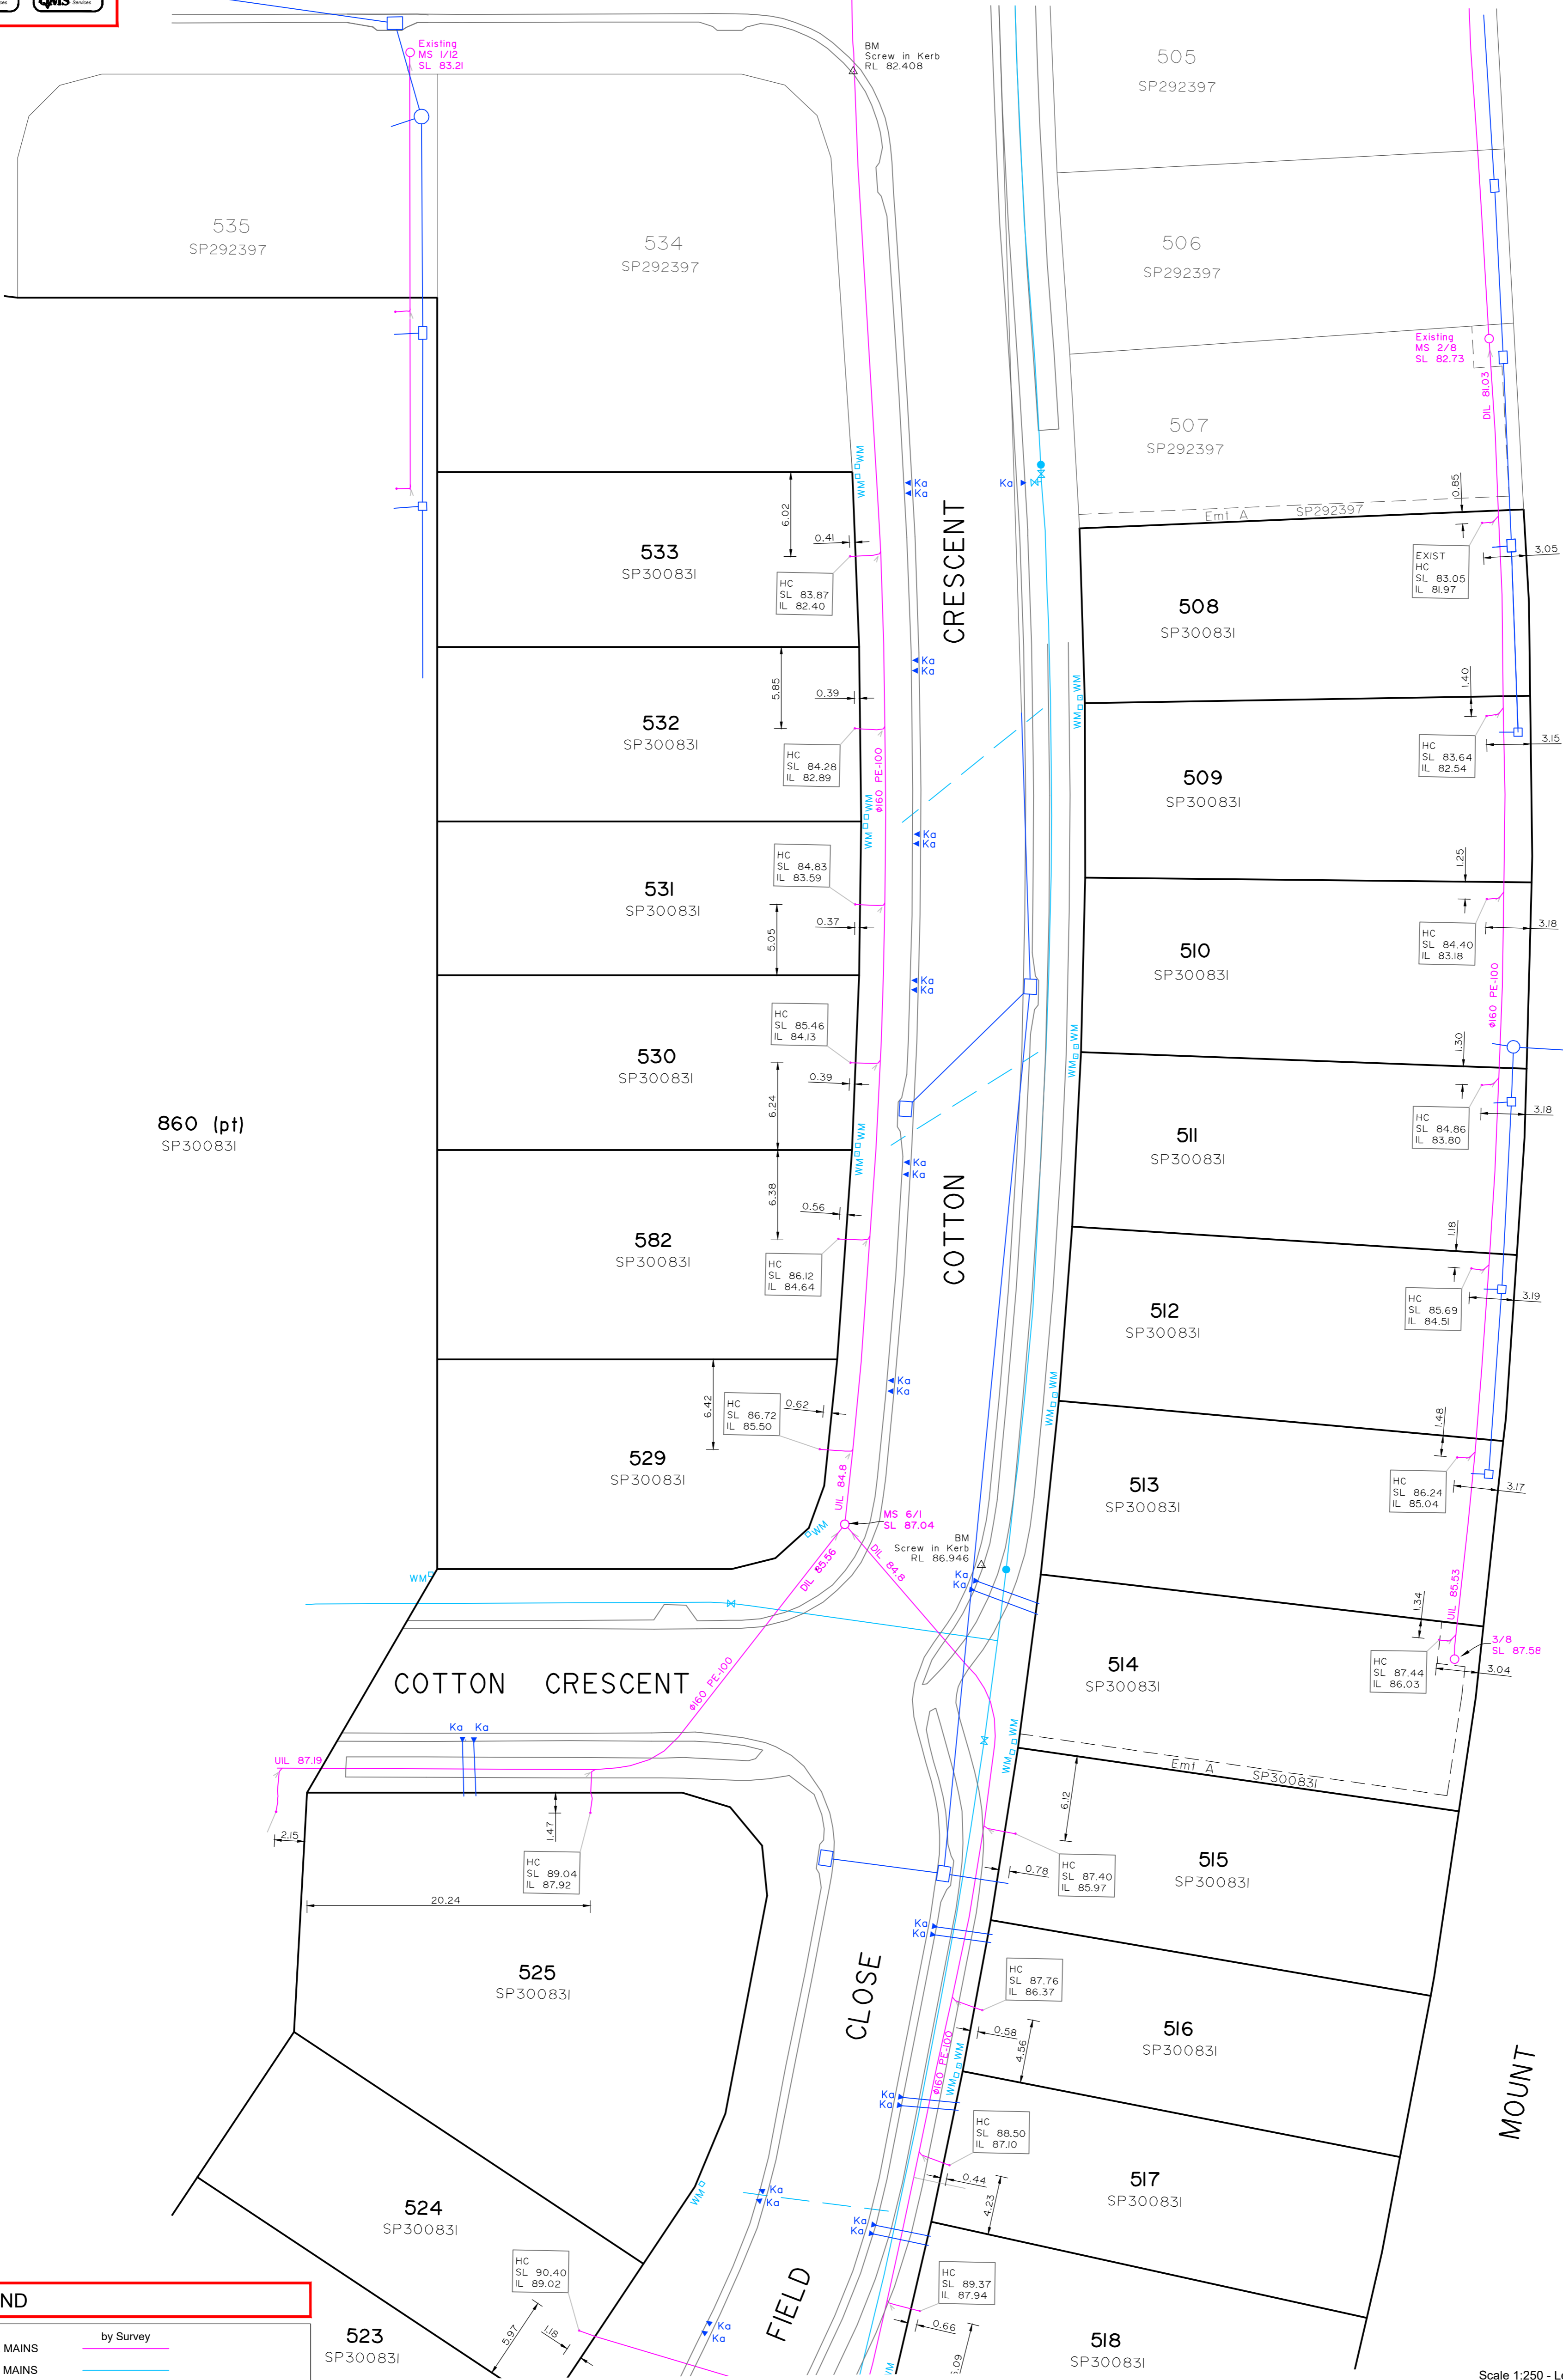 QMS
Services
Existing
MS 1/12
SL 83.21
BM
Screw in Kerb
RL 82.408
505
SP292397
535
SP292397
534
SP292397
506
SP292397
Existing
MS 2/8
SL 82.73
DIL 81.03
507
SP292397
Emt A SP292397
0.85
WM
WM
Ka
Ka
Ka
CRESCENT
6.02
0.41
533
SP300831
HC
SL 83.87
IL 82.40
EXIST
HC
SL 83.05
IL 81.97
3.05
508
SP300831
Ka
Ka
5.85
0.39
532
SP300831
HC
SL 84.28
IL 82.89
ø160 PE-100
WM
WM
1.40
HC
SL 83.64
IL 82.54
3.15
509
SP300831
WM
WM
Ka
Ka
HC
SL 84.83
IL 83.59
531
SP300831
0.37
5.05
1.25
HC
SL 84.40
IL 83.18
3.18
510
SP300831
ø160 PE-100
Ka
Ka
HC
SL 85.46
IL 84.13
530
SP300831
0.39
6.24
WM
WM
1.30
HC
SL 84.86
IL 83.80
3.18
511
SP300831
860 (pt)
SP300831
WM
WM
Ka
Ka
COTTON
6.38
0.56
582
SP300831
HC
SL 86.12
IL 84.64
1.18
HC
SL 85.69
IL 84.51
3.19
512
SP300831
Ka
Ka
WM
WM
6.42
HC
SL 86.72
IL 85.50
0.62
529
SP300831
UIL 84.8
1.48
HC
SL 86.24
IL 85.04
3.17
513
SP300831
MS 6/1
SL 87.04
WM
DIL 85.56
DIL 84.8
BM
Screw in Kerb
RL 86.946
Ka
Ka
WM
1.34
UIL 85.53
3/8
SL 87.58
HC
SL 87.44
IL 86.03
3.04
514
SP300831
COTTON CRESCENT
ø160 PE-100
Ka Ka
UIL 87.19
WM
WM
Emt A SP300831
6.12
2.15
1.47
HC
SL 89.04
IL 87.92
20.24
0.78
HC
SL 87.40
IL 85.97
515
SP300831
Ka
Ka
525
SP300831
CLOSE
HC
SL 87.76
IL 86.37
0.58
4.56
516
SP300831
ø160 PE-100
WM
WM
Ka
Ka
MOUNT
HC
SL 88.50
IL 87.10
0.44
4.23
517
SP300831
524
SP300831
WM
Ka
Ka
Ka
Ka
HC
SL 90.40
IL 89.02
5.97
1.18
FIELD
HC
SL 89.37
IL 87.94
0.66
518
SP300831
Ka
Ka
WM
523
SP300831
ND
by Survey
MAINS
MAINS
Scale 1:250 - L